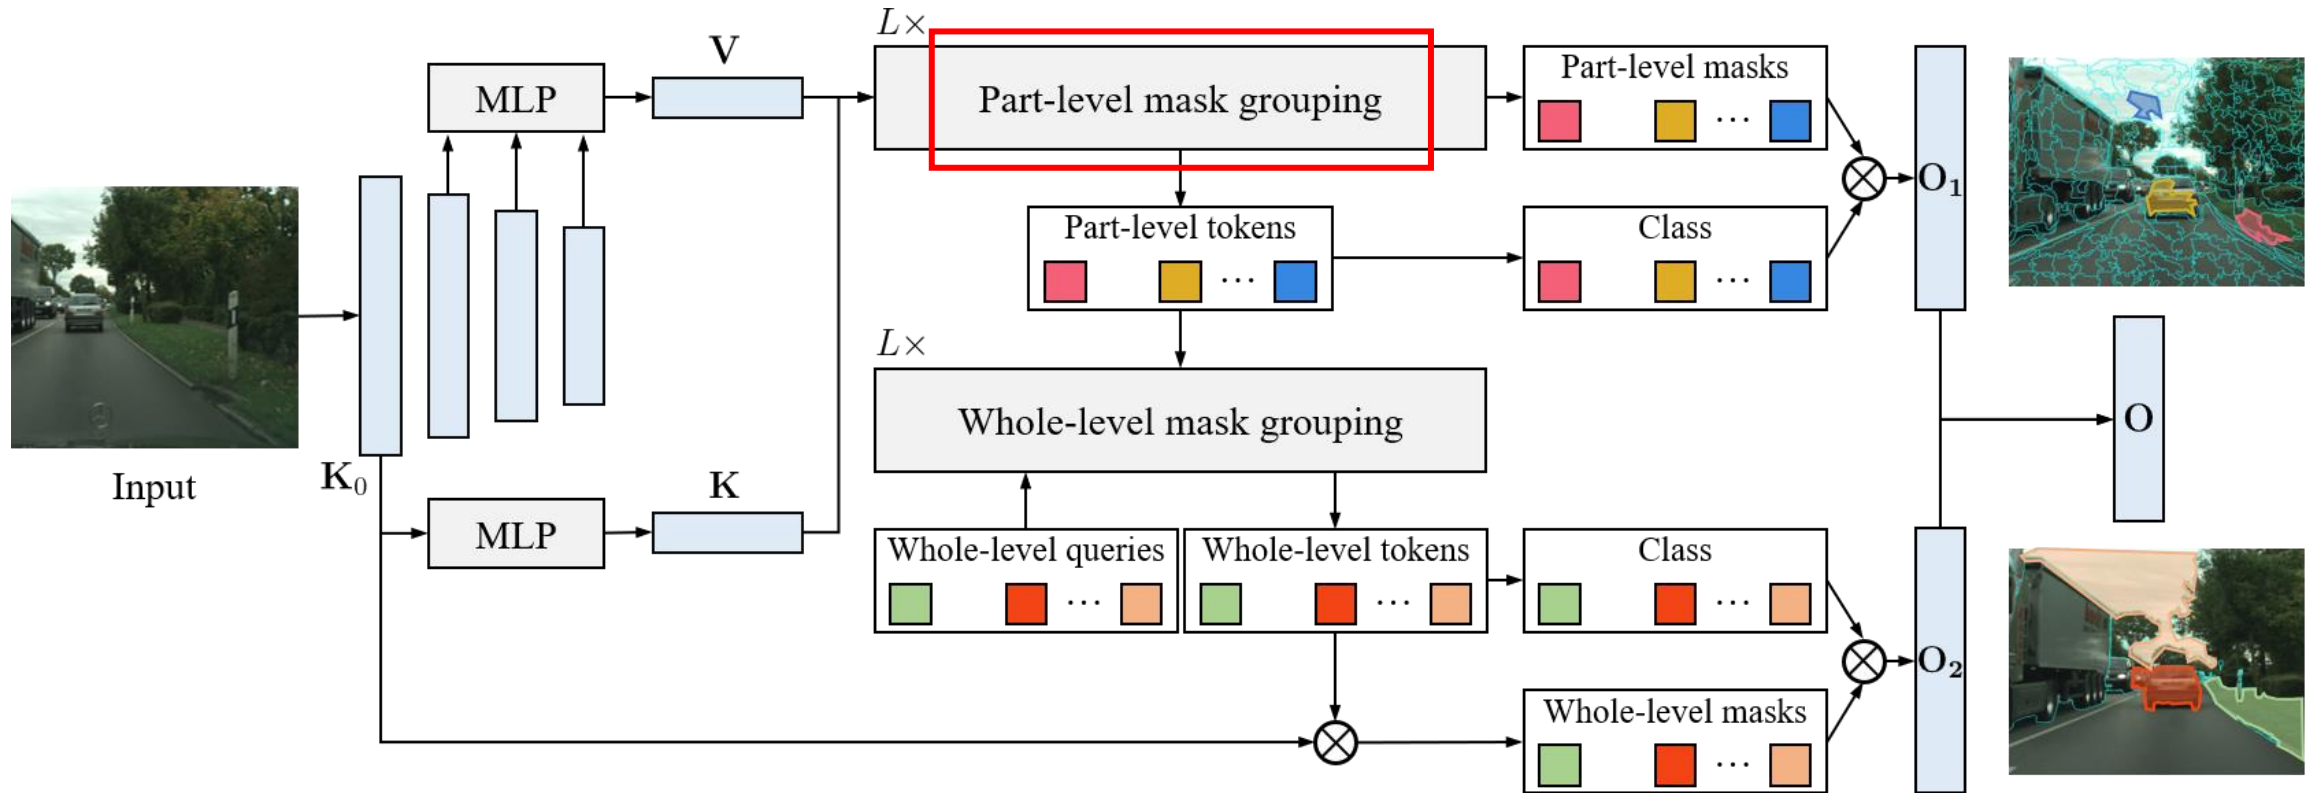 L×
V
MLP
Part-level mask grouping
Part-level masks
...
O₁
Part-level tokens
...
Class
...
L×
Whole-level mask grouping
O
K₀
Input
MLP
K
Whole-level queries
...
Whole-level tokens
...
Class
...
O₂
Whole-level masks
...